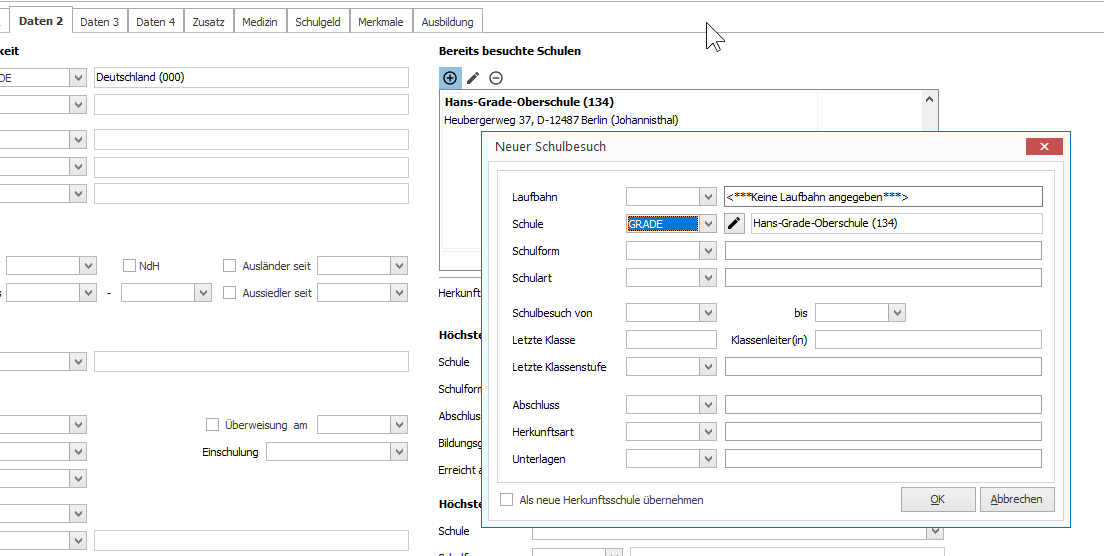 Daten 2 Daten 3 Daten 4 Zusatz Medizin Schulgeld Merkmale Ausbildung
keit Bereits besuchte Schulen
DE Deutschland (000)
Hans-Grade-Oberschule (134)
Heubergerweg 37, D-12487 Berlin (Johannisthal)
Neuer Schulbesuch
Laufbahn <***Keine Laufbahn angegeben***>
Schule GRADE Hans-Grade-Oberschule (134)
Schulform
Schulart
NdH Ausländer seit
s - Aussiedler seit Herkunfts
Schulbesuch von bis
Höchste
Letzte Klasse Klassenleiter(in)
Schule Letzte Klassenstufe
Schulform
Abschluss Abschluss
Überweisung am
Herkunftsart
Bildungsg
Einschulung Unterlagen
Erreicht a
Als neue Herkunftsschule übernehmen OK Abbrechen
Höchste
Schule
Schulform